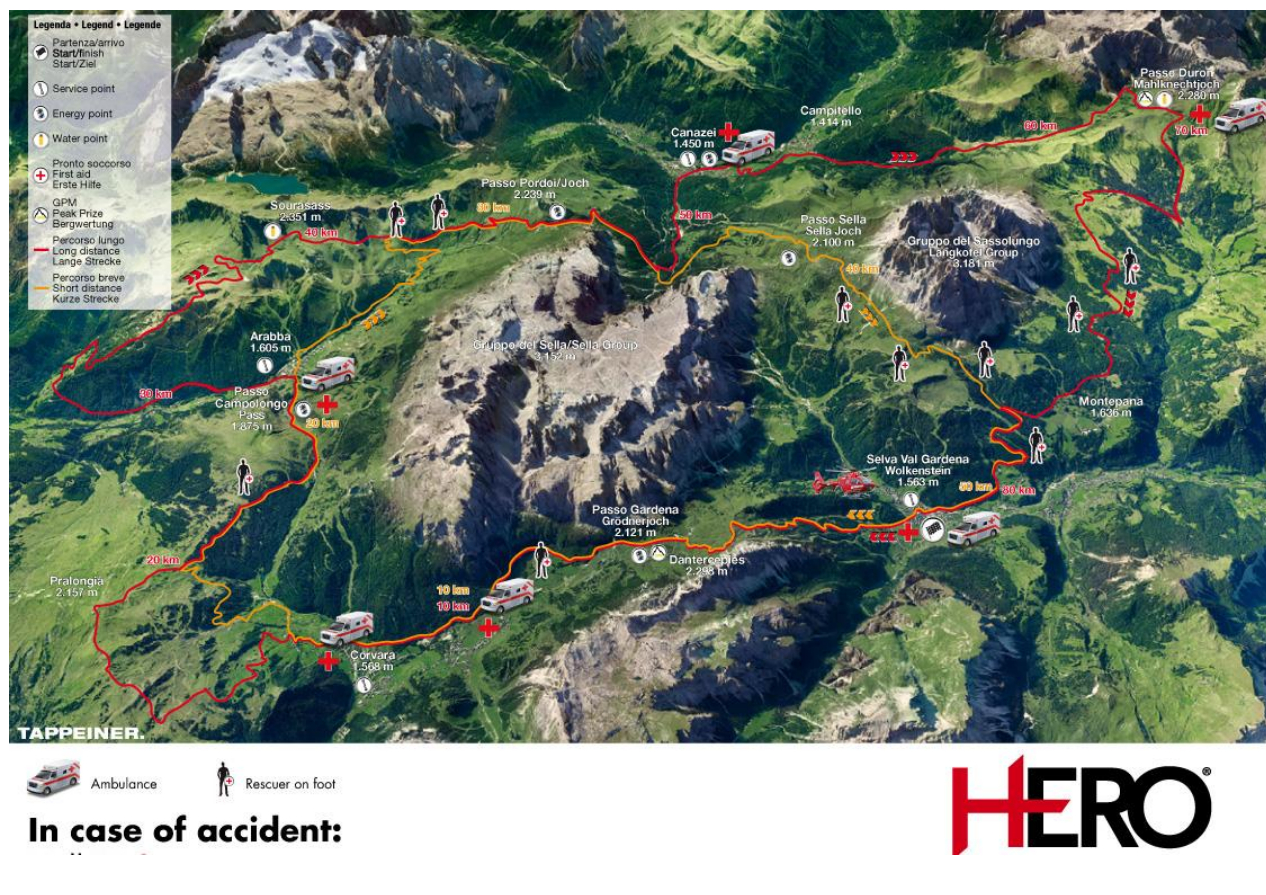 Legenda • Legend • Legende
Partenza/arrivo
Start/finish
Start/Ziel
Service point
Energy point
Water point
Pronto soccorso
First aid
Erste Hilfe
GPM
Peak Prize
Bergwertung
Percorso lungo
Long distance
Lange Strecke
Percorso breve
Short distance
Kurze Strecke
Passo Duron
Mahlknechtjoch
2.280 m
70 km
60 km
Campitello
1.414 m
Canazei
1.450 m
50 km
Passo Pordoi/Joch
2.239 m
30 km
Sourasass
2.351 m
40 km
Passo Sella
Sella Joch
2.100 m
40 km
Gruppo del Sassolungo
Langkofel Group
3.181 m
Arabba
1.605 m
Gruppo del Sella/Sella Group
3.152 m
30 km
Passo
Campolongo
Pass
1.875 m
20 km
Montepana
1.636 m
Selva Val Gardena
Wolkenstein
1.563 m
50 km
80 km
Passo Gardena
Grödnerjoch
2.121 m
Dantercepies
2.298 m
20 km
Pralongia
2.157 m
10 km
10 km
Corvara
1.568 m
TAPPEINER.
Ambulance
Rescuer on foot
In case of accident:
HERO®